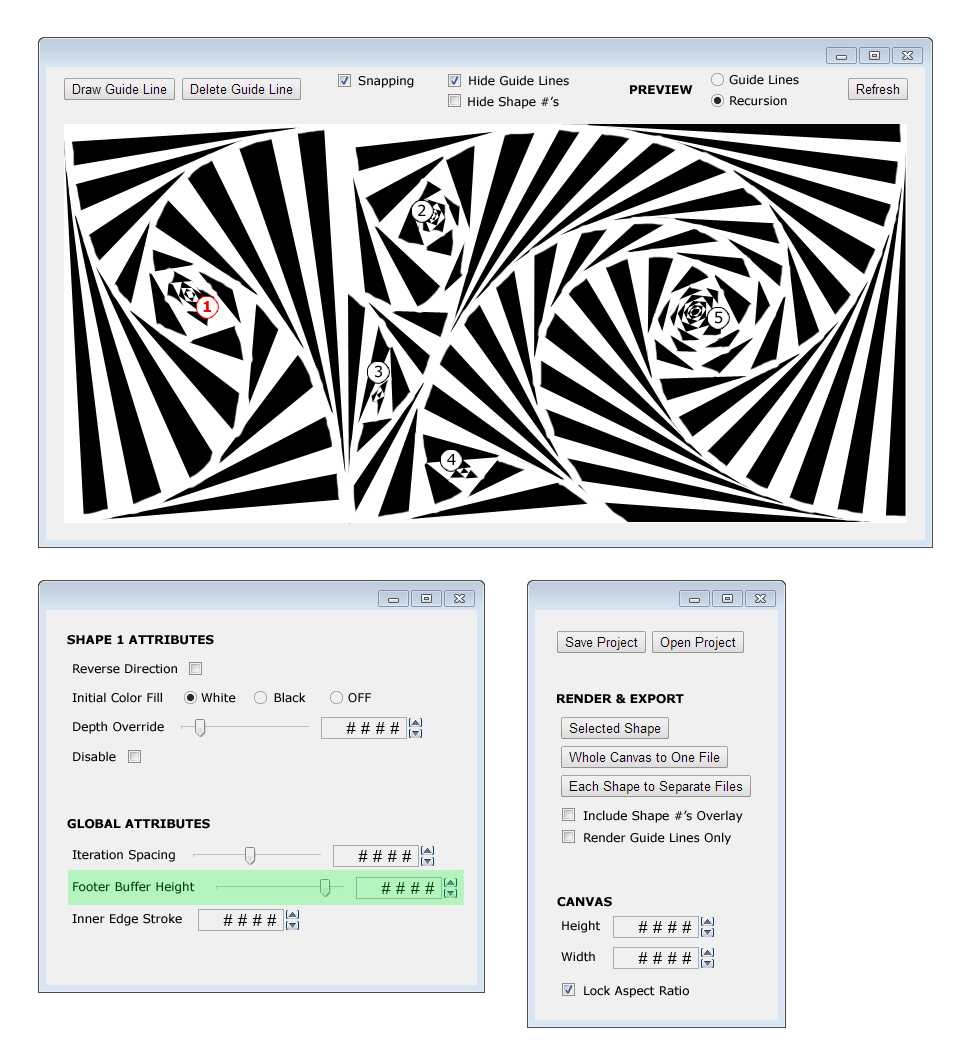 Draw Guide Line Delete Guide Line Snapping Hide Guide Lines PREVIEW Guide Lines Refresh
Hide Shape #'s Recursion
1
2
3
4
5
SHAPE 1 ATTRIBUTES
Reverse Direction
Initial Color Fill White Black OFF
Depth Override # # # #
Disable
GLOBAL ATTRIBUTES
Iteration Spacing # # # #
Footer Buffer Height # # # #
Inner Edge Stroke # # # #
Save Project Open Project
RENDER & EXPORT
Selected Shape
Whole Canvas to One File
Each Shape to Separate Files
Include Shape #'s Overlay
Render Guide Lines Only
CANVAS
Height # # # #
Width # # # #
Lock Aspect Ratio